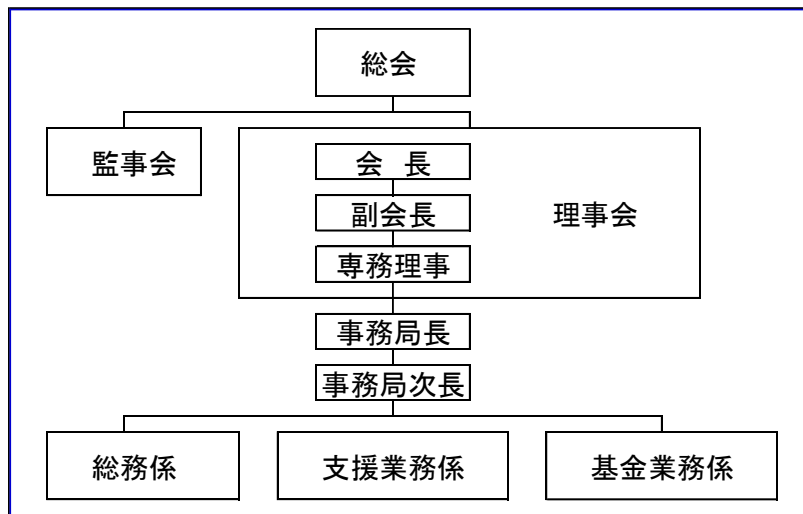 総会
監事会
会 長
副会長
理事会
専務理事
事務局長
事務局次長
総務係
支援業務係
基金業務係